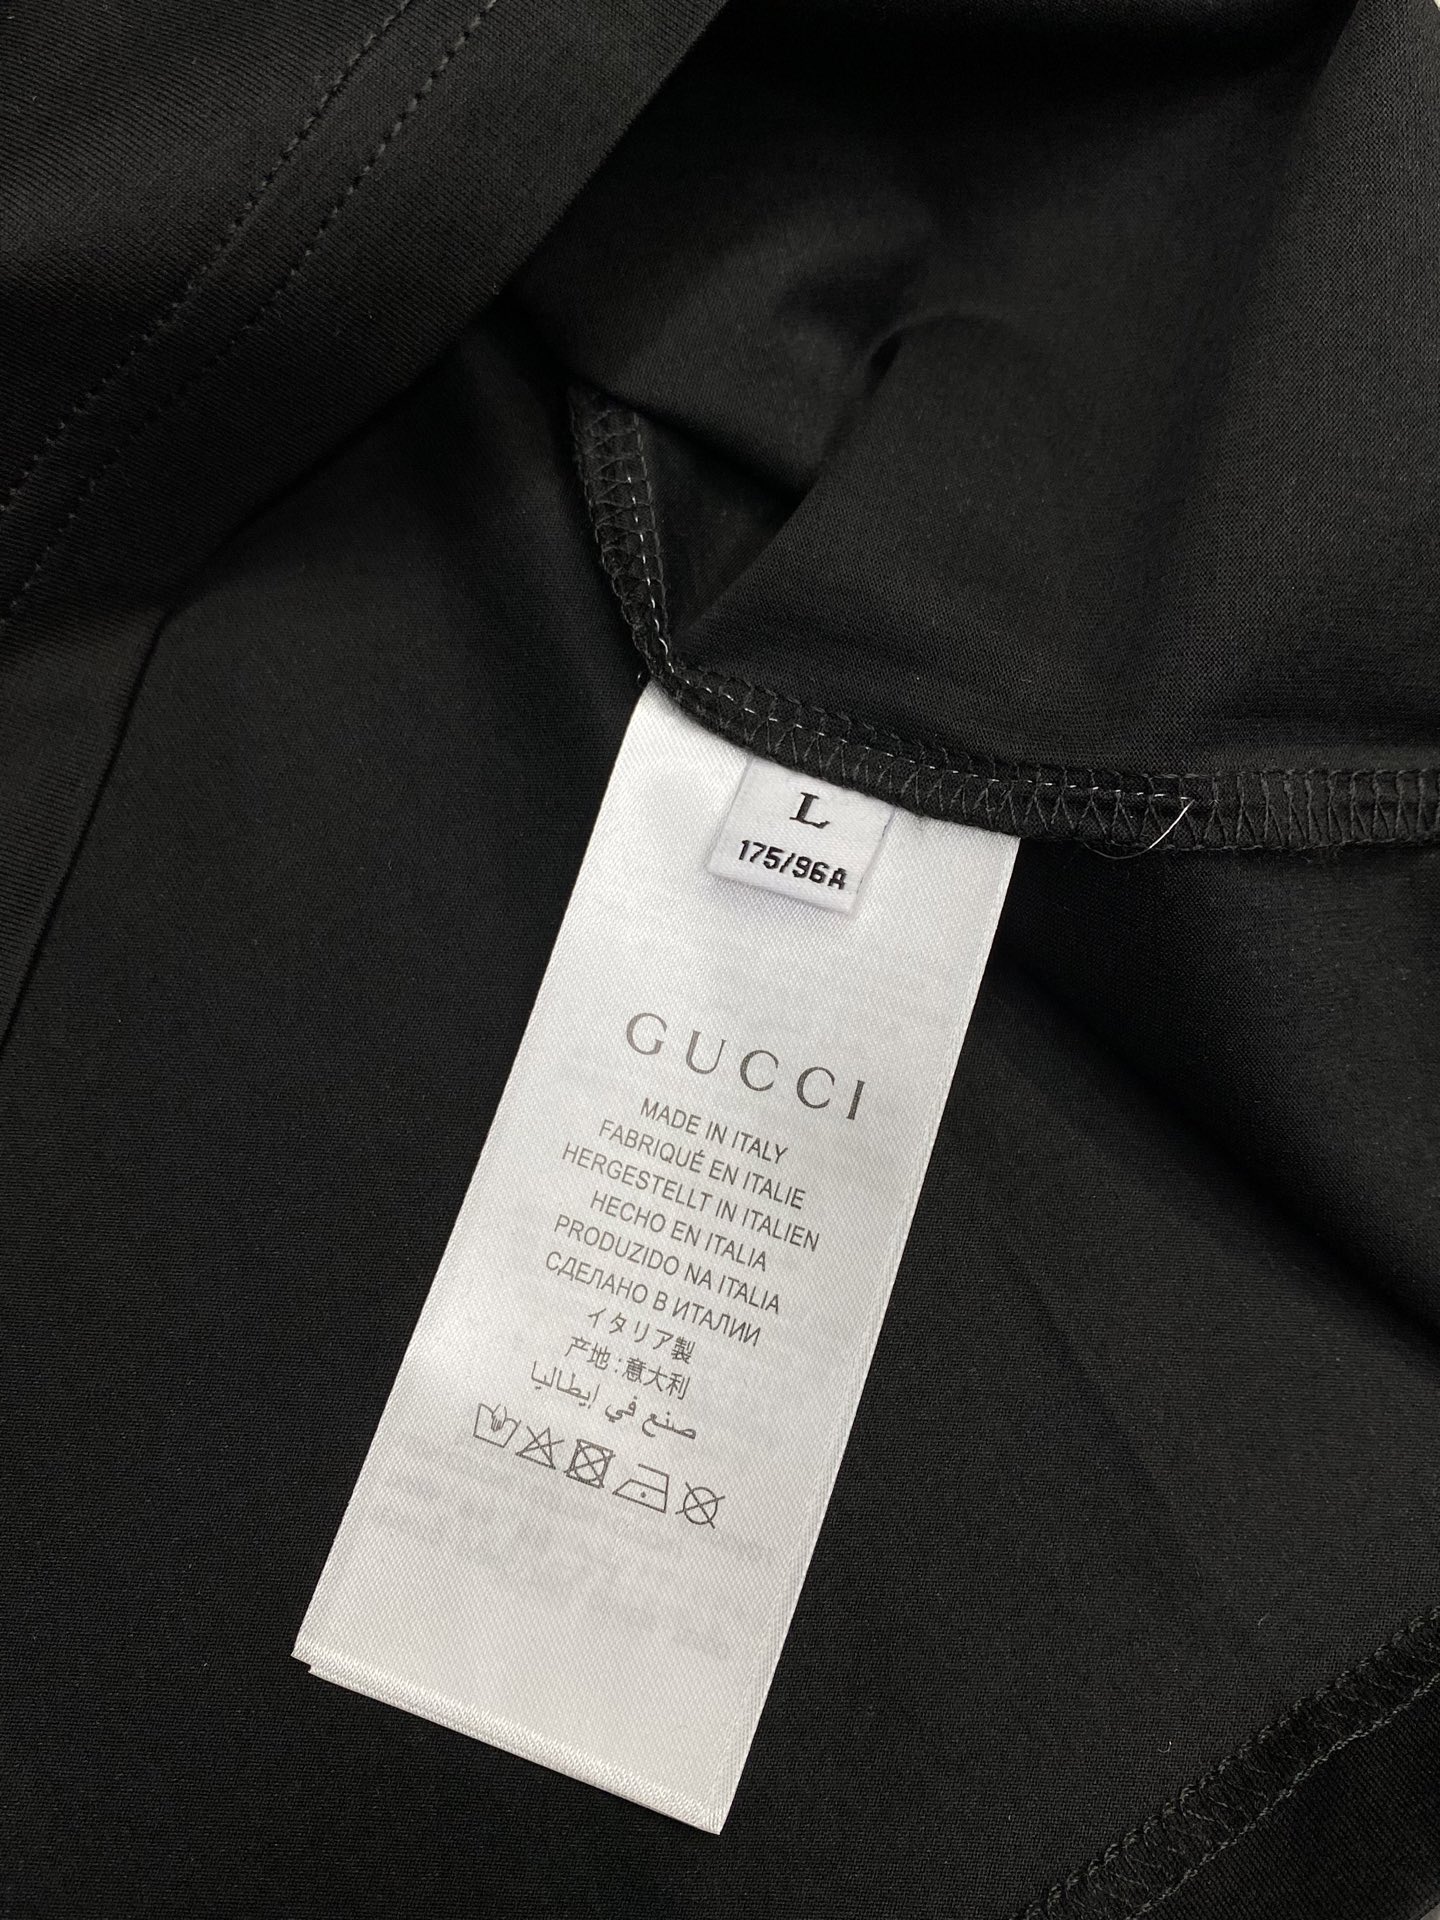 L
175/96A
GUCCI
MADE IN ITALY
FABRIQUÉ EN ITALIE
HERGESTELLT IN ITALIEN
HECHO EN ITALIA
PRODUZIDO NA ITALIA
СДЕЛАНО В ИТАЛИИ
イタリア製
产地:意大利
صنع في إيطاليا